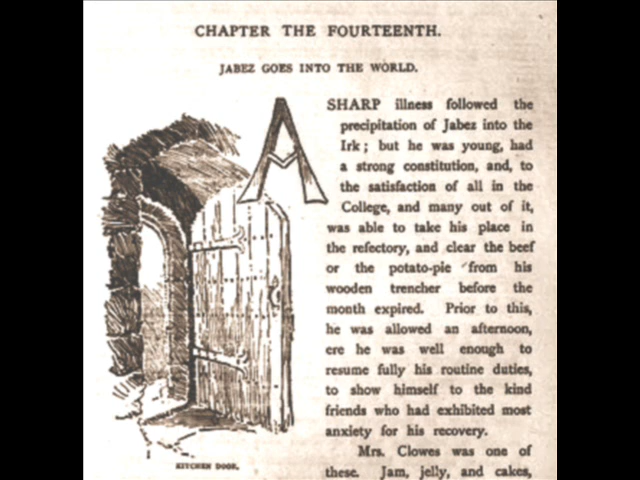 CHAPTER THE FOURTEENTH.
JABEZ GOES INTO THE WORLD.
A SHARP illness followed the
precipitation of Jabez into the
Irk; but he was young, had
a strong constitution, and, to
the satisfaction of all in the
College, and many out of it,
was able to take his place in
the refectory, and clear the beef
or the potato-pie from his
wooden trencher before the
month expired. Prior to this,
he was allowed an afternoon,
ere he was well enough to
resume fully his routine duties,
to show himself to the kind
friends who had exhibited most
anxiety for his recovery.
Mrs. Clowes was one of
these. Jam, jelly, and cakes,
KITCHEN DOOR.